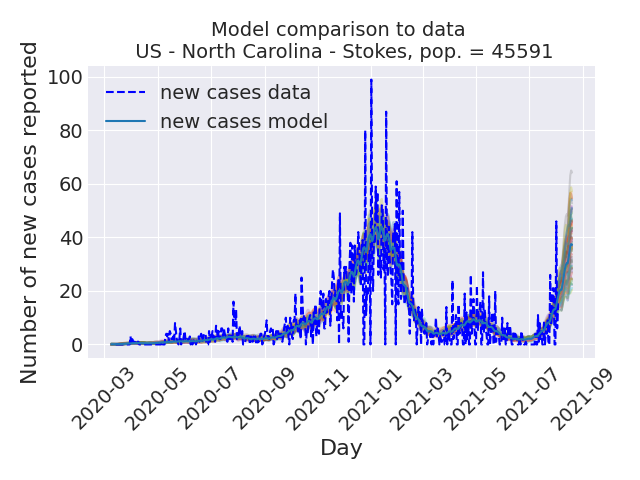 Model comparison to data
US - North Carolina - Stokes, pop. = 45591
Number of new cases reported
100
80
60
40
20
0
new cases data
new cases model
2020-03
2020-05
2020-07
2020-09
2020-11
2021-01
2021-03
2021-05
2021-07
2021-09
Day